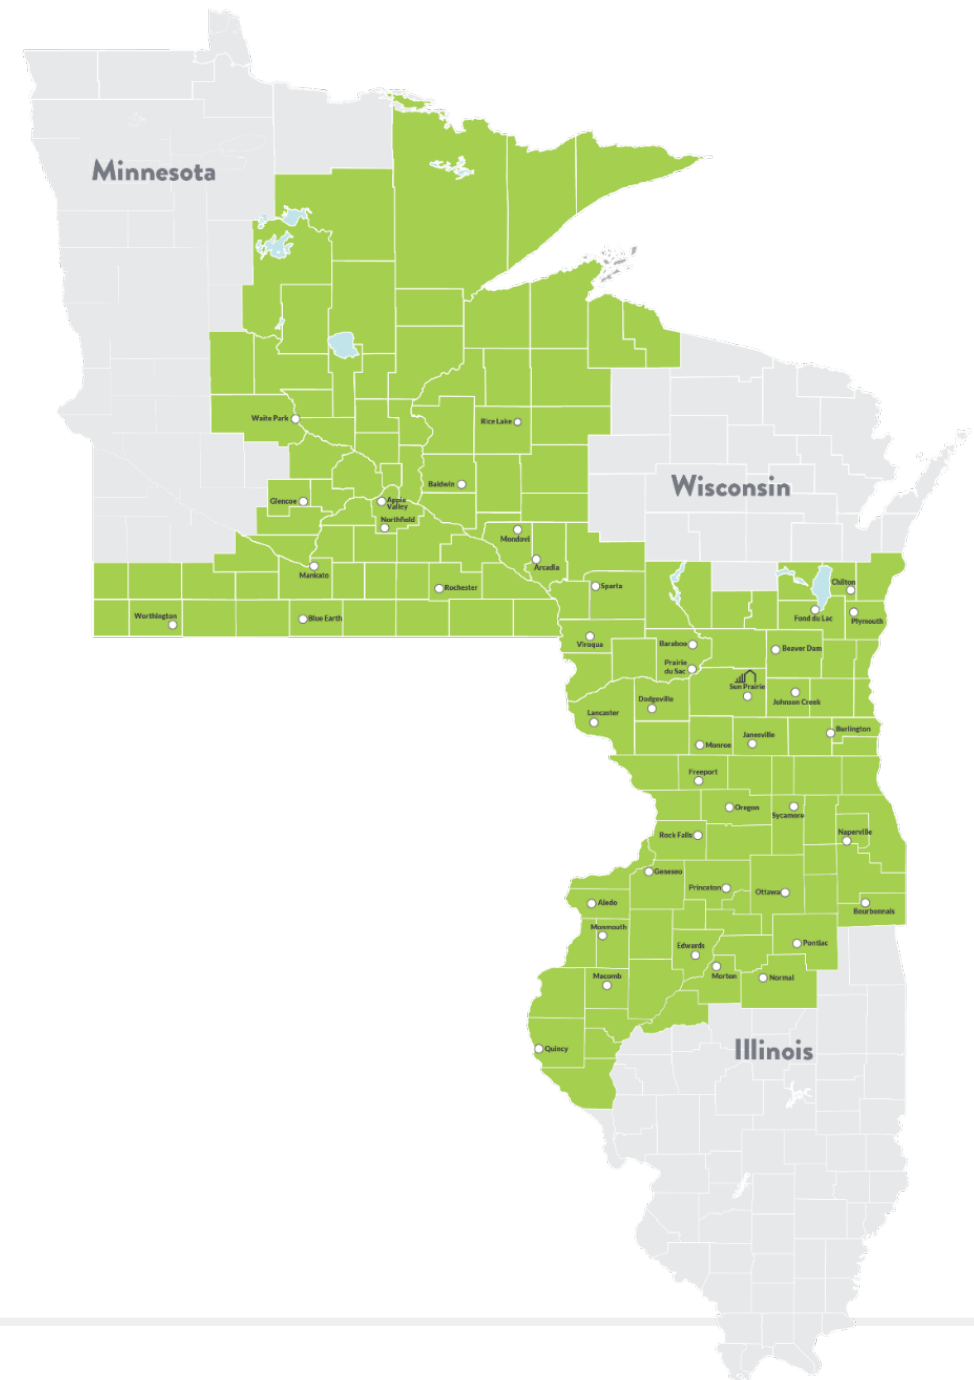 Minnesota
Waite Park
Rice Lake
Wisconsin
Baldwin
Glencoe
Apple
Valley
Northfield
Mondovi
Arcadia
Mankato
Rochester
Sparta
Chilton
Worthington
Blue Earth
Fond du Lac
Plymouth
Viroqua
Baraboo
Beaver Dam
Prairie
du Sac
Sun Prairie
Dodgeville
Johnson Creek
Lancaster
Burlington
Janesville
Monroe
Freeport
Oregon
Sycamore
Rock Falls
Naperville
Geneseo
Princeton
Ottawa
Aledo
Bourbonnais
Monmouth
Edwards
Pontiac
Macomb
Morton
Normal
Quincy
Illinois